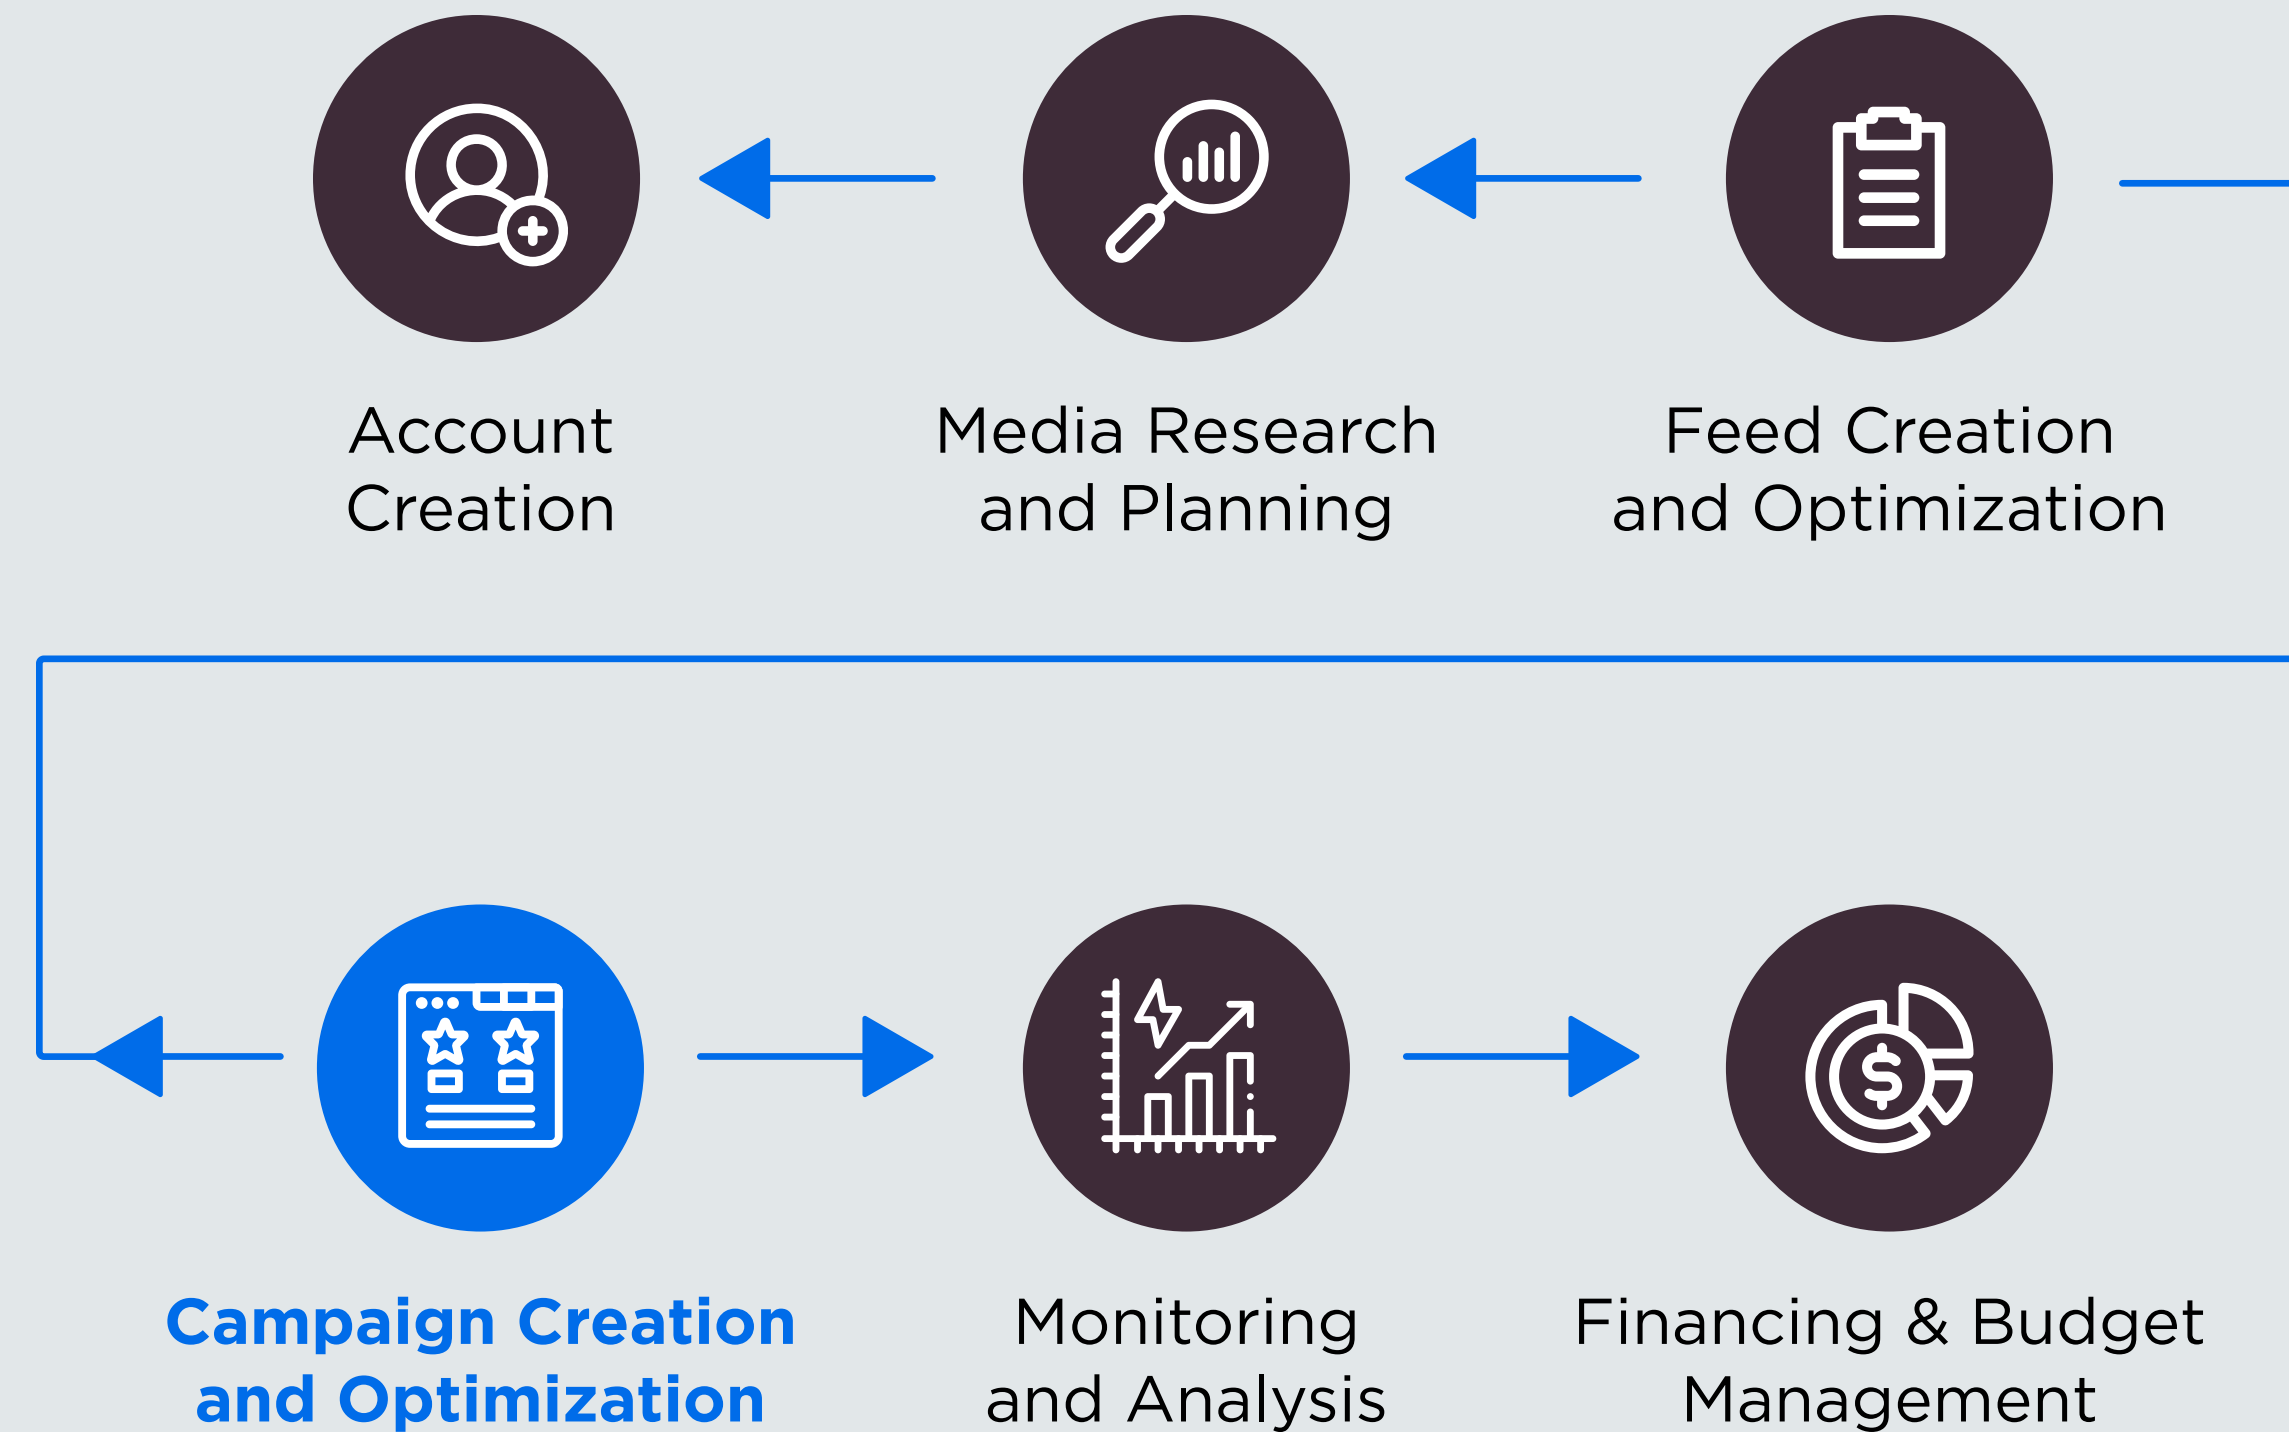 Account
Creation
Media Research
and Planning
Feed Creation
and Optimization
Campaign Creation
and Optimization
Monitoring
and Analysis
Financing & Budget
Management